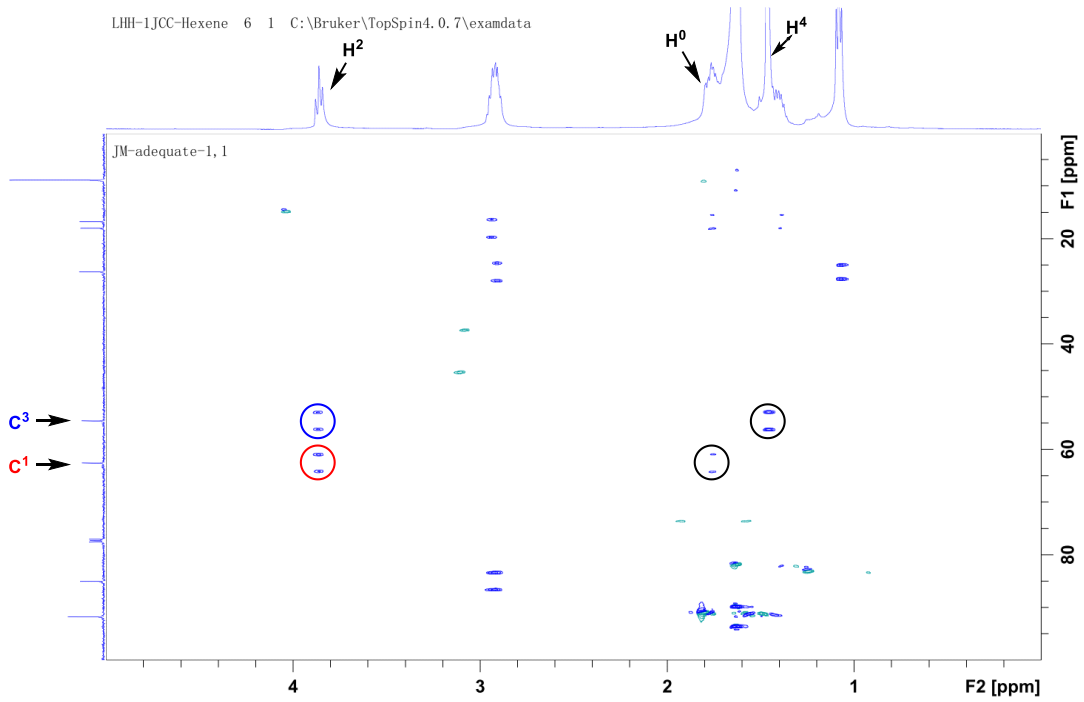 LHH-1JCC-Hexene 6 1 C:\Bruker\TopSpin4.0.7\examdata
H²
H⁰
H⁴
JM-adequate-1,1
F1 [ppm]
20
40
C³
60
C¹
80
4
3
2
1
F2 [ppm]